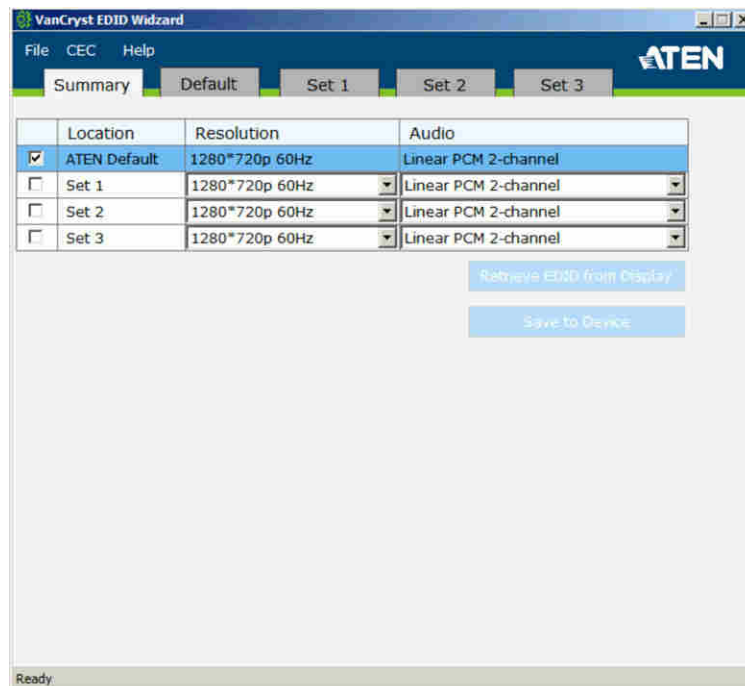 VanCryst EDID Widzard
File CEC Help
ATEN
Summary Default Set 1 Set 2 Set 3
Location Resolution Audio
ATEN Default 1280*720p 60Hz Linear PCM 2-channel
Set 1 1280*720p 60Hz Linear PCM 2-channel
Set 2 1280*720p 60Hz Linear PCM 2-channel
Set 3 1280*720p 60Hz Linear PCM 2-channel
Retrieve EDID from Display
Save to Device
Ready